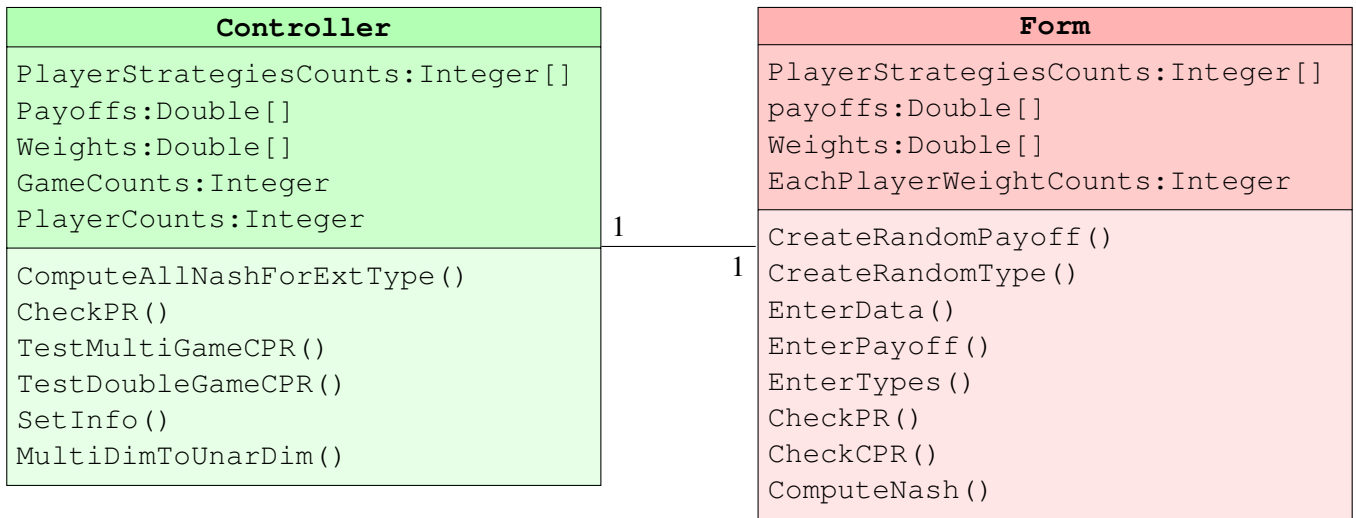 Controller
PlayerStrategiesCounts:Integer[]
Payoffs:Double[]
Weights:Double[]
GameCounts:Integer
PlayerCounts:Integer
ComputeAllNashForExtType()
CheckPR()
TestMultiGameCPR()
TestDoubleGameCPR()
SetInfo()
MultiDimToUnarDim()
1
1
Form
PlayerStrategiesCounts:Integer[]
payoffs:Double[]
Weights:Double[]
EachPlayerWeightCounts:Integer
CreateRandomPayoff()
CreateRandomType()
EnterData()
EnterPayoff()
EnterTypes()
CheckPR()
CheckCPR()
ComputeNash()